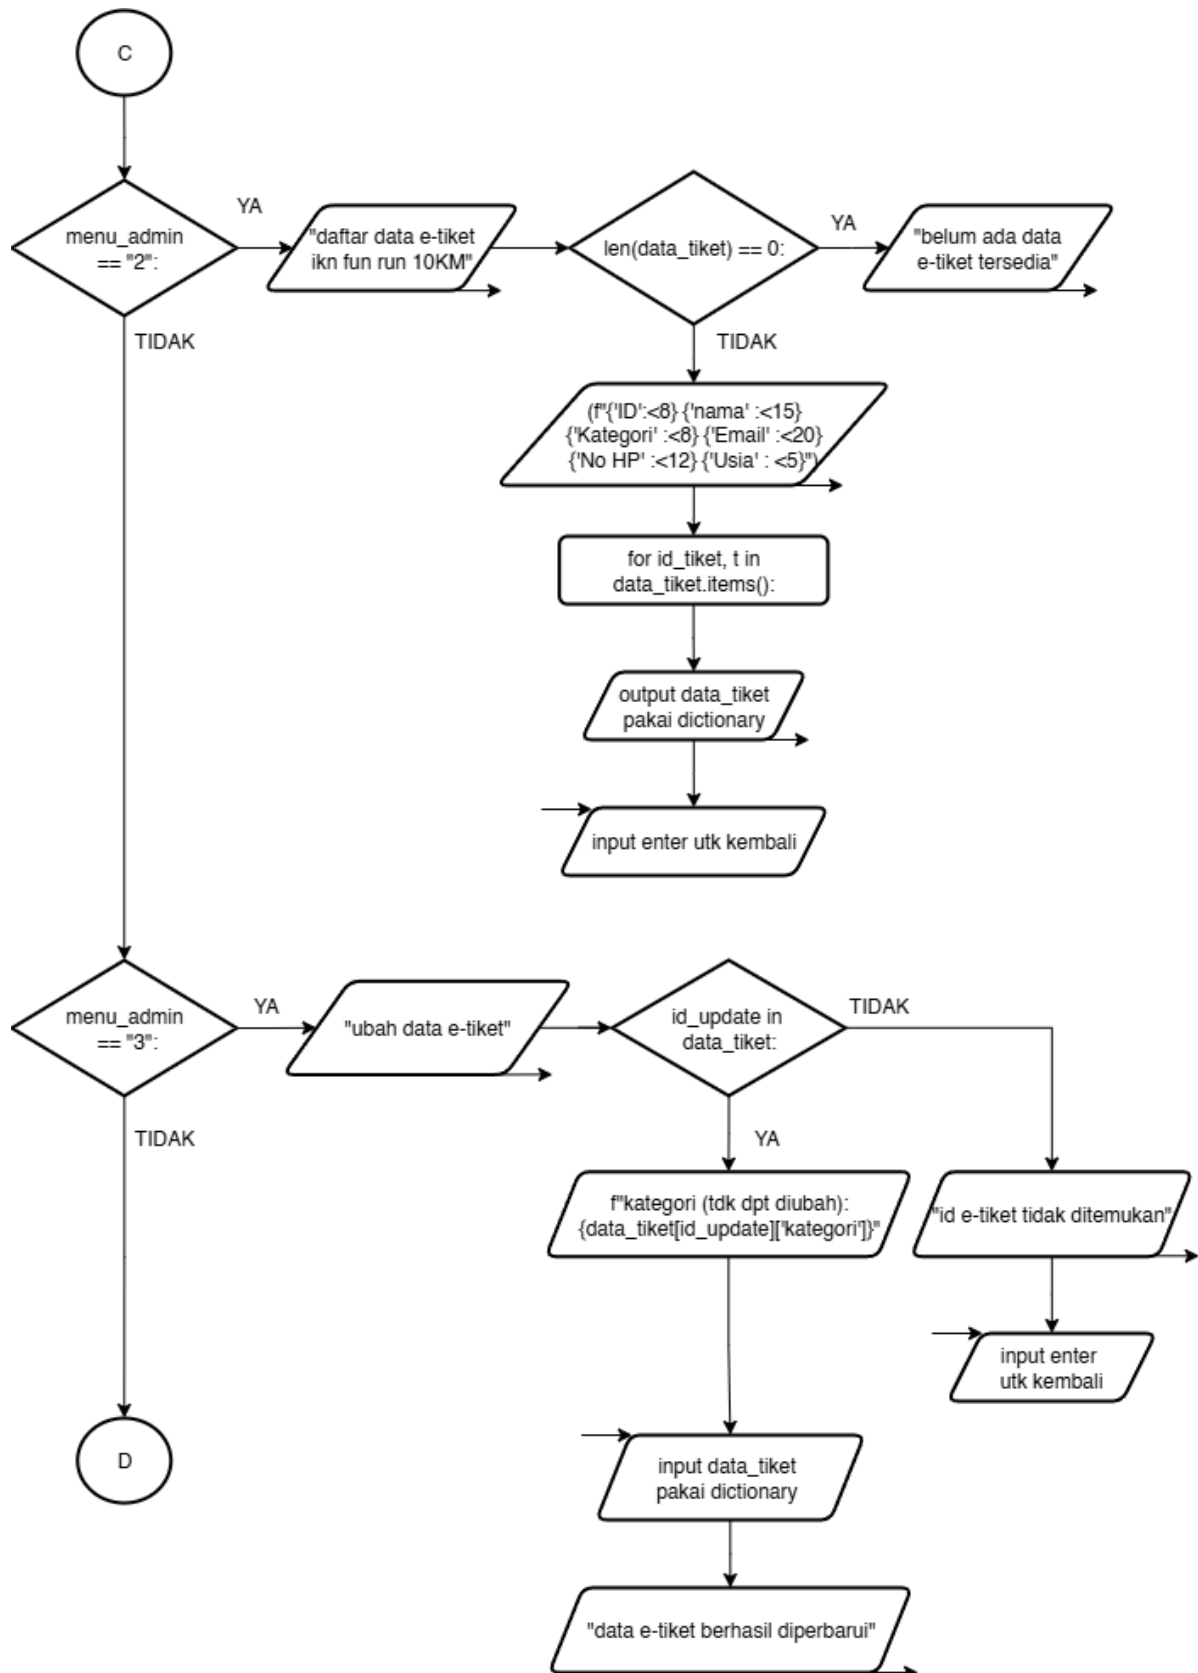 C
menu_admin
== "2":
YA
"daftar data e-tiket
ikn fun run 10KM"
len(data_tiket) == 0:
YA
"belum ada data
e-tiket tersedia"
TIDAK
TIDAK
(f"{'ID':<8} {'nama' :<15}
{'Kategori' :<8} {'Email' :<20}
{'No HP' :<12} {'Usia' : <5}")
for id_tiket, t in
data_tiket.items():
output data_tiket
pakai dictionary
input enter utk kembali
menu_admin
== "3":
YA
"ubah data e-tiket"
id_update in
data_tiket:
TIDAK
TIDAK
YA
f"kategori (tdk dpt diubah):
{data_tiket[id_update]['kategori']}"
"id e-tiket tidak ditemukan"
input enter
utk kembali
D
input data_tiket
pakai dictionary
"data e-tiket berhasil diperbarui"